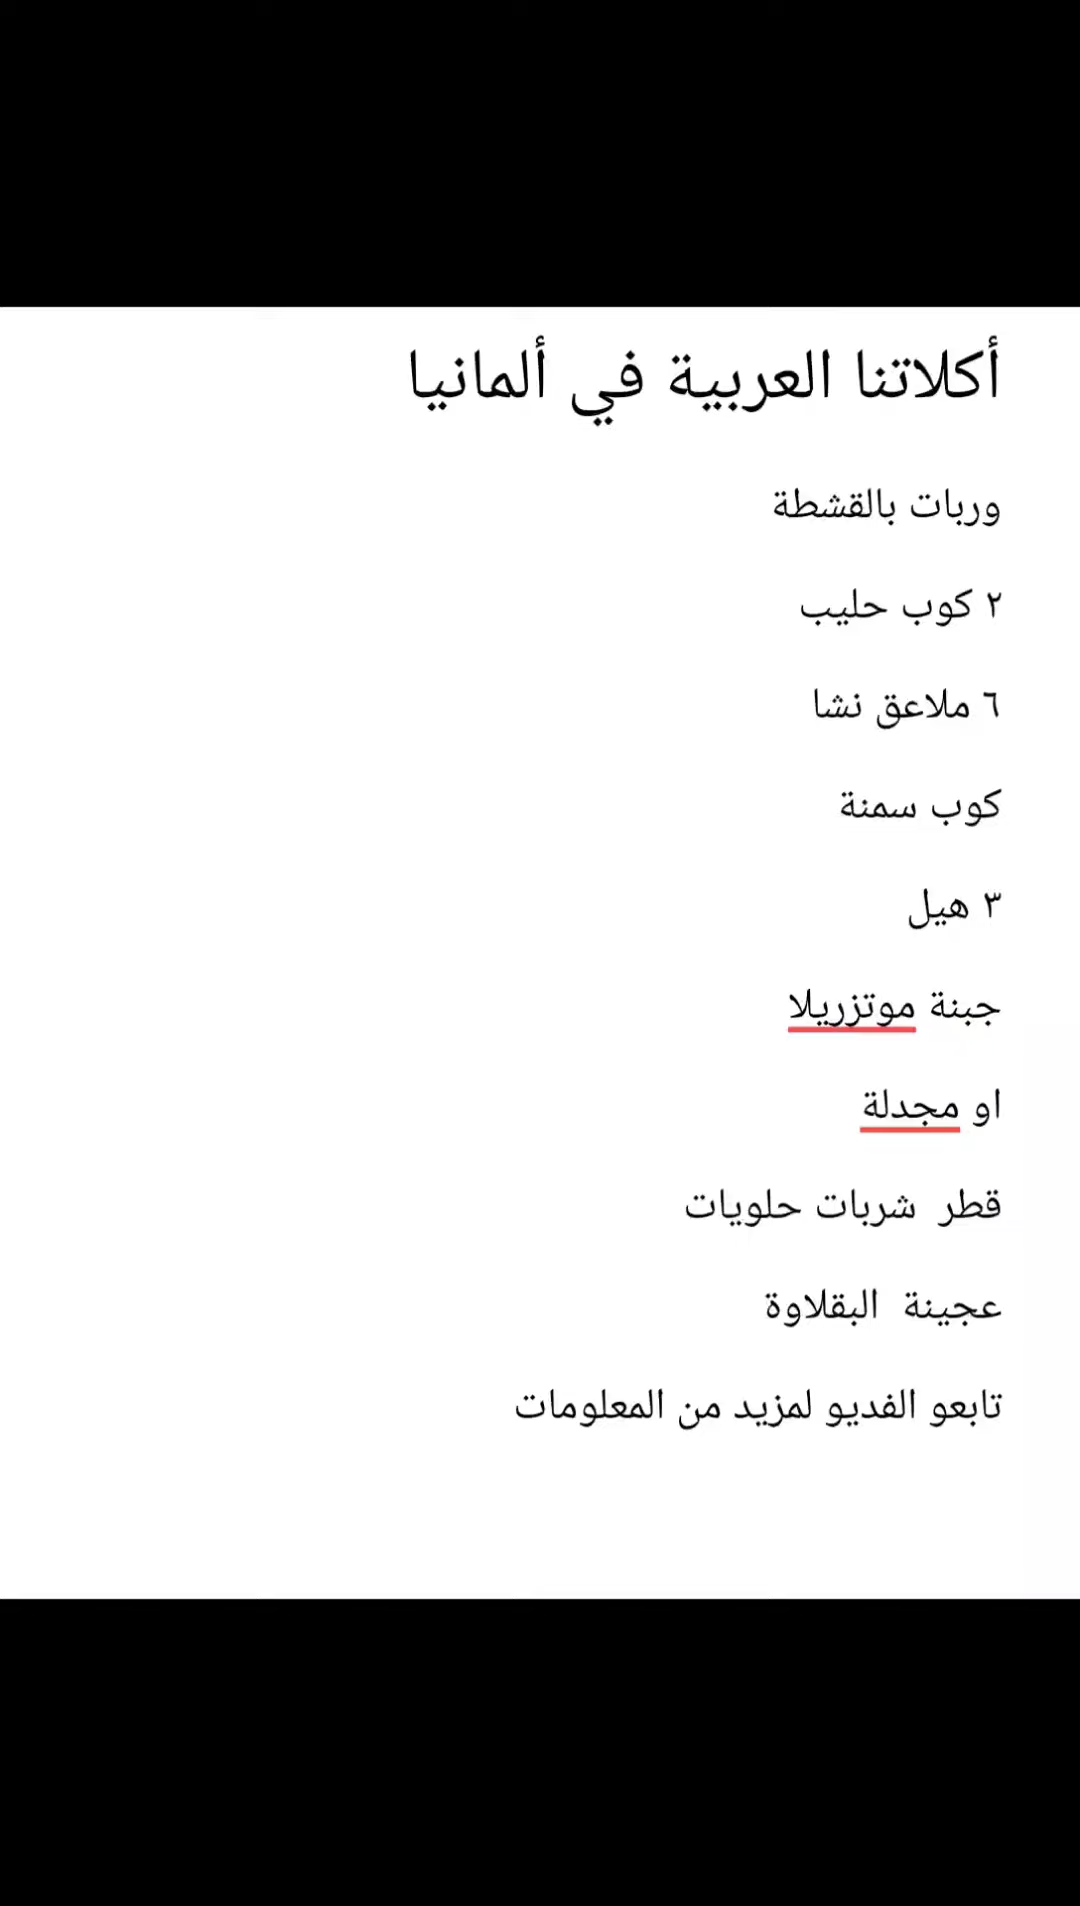 أكلاتنا العربية في ألمانيا
وربات بالقشطة
٢ كوب حليب
٦ ملاعق نشا
كوب سمنة
٣ هيل
جبنة موتزريلا
او مجدلة
قطر شربات حلويات
عجينة البقلاوة
تابعو الفديو لمزيد من المعلومات